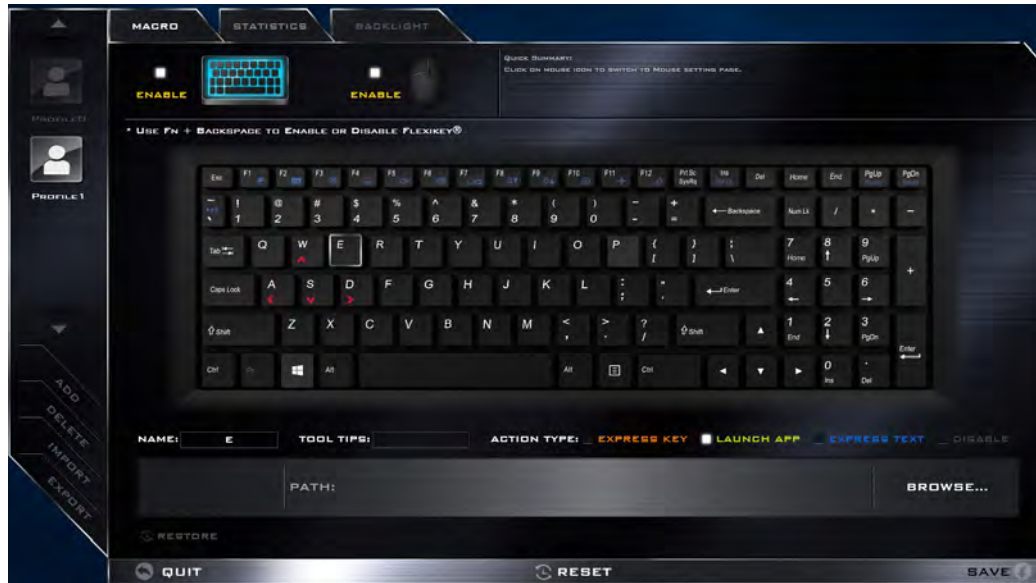 MACRO STATISTICS BACKLIGHT
QUICK SUMMARY:
CLICK ON MOUSE ICON TO SWITCH TO MOUSE SETTING PAGE.
ENABLE ENABLE
* USE FN + BACKSPACE TO ENABLE OR DISABLE FLEXIKEY®
PROFILE1
Esc F1 F2 F3 F4 F5 F6 F7 F8 F9 F10 F11 F12 PrtSc SysRq Ins Del Home End PgUp PgDn
~ ` ! 1 @ 2 # 3 $ 4 % 5 ^ 6 & 7 * 8 ( 9 ) 0 _ - + = Backspace Num Lk / * -
Tab Q W E R T Y U I O P { [ } ] | \ 7 Home 8 9 PgUp +
Caps Lock A S D F G H J K L : ; " ' Enter 4 5 6
Shift Z X C V B N M < , > . ? / Shift 1 End 2 3 PgDn Enter
Ctrl Fn Alt Alt Ctrl 0 Ins . Del
ADD
DELETE
IMPORT
EXPORT
NAME: E TOOL TIPS: ACTION TYPE: EXPRESS KEY LAUNCH APP EXPRESS TEXT DISABLE
PATH: BROWSE...
RESTORE
QUIT RESET SAVE